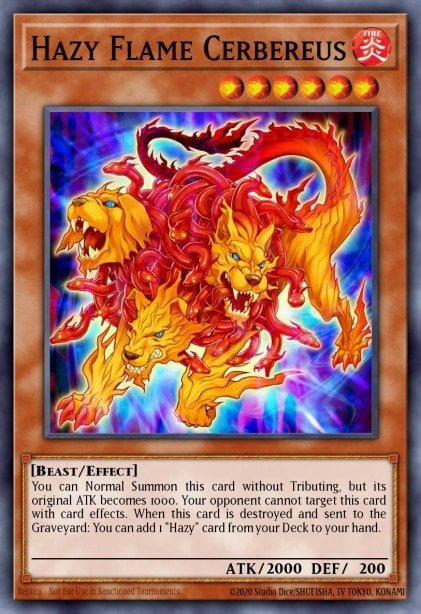 Hazy Flame Cerbereus
FIRE
炎
[Beast/Effect]
You can Normal Summon this card without Tributing, but its
original ATK becomes 1000. Your opponent cannot target this card
with card effects. When this card is destroyed and sent to the
Graveyard: You can add 1 "Hazy" card from your Deck to your hand.
ATK/2000 DEF/ 200
Replica - Not For Use in Sanctioned Tournaments. ©2020 Studio Dice/SHUEISHA, TV TOKYO, KONAMI